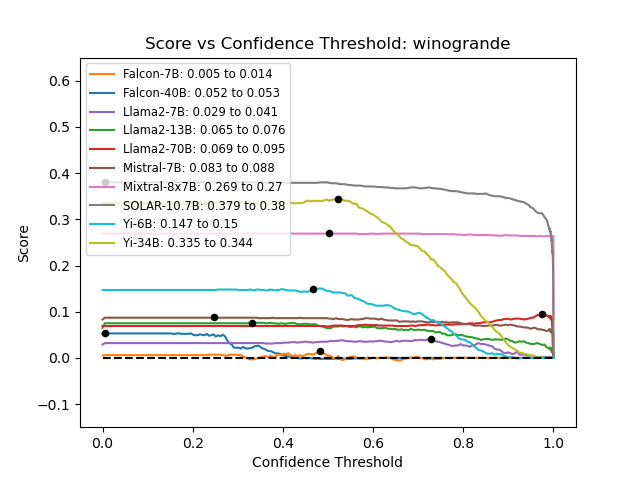 Score vs Confidence Threshold: winogrande
Score
0.6
0.5
0.4
0.3
0.2
0.1
0.0
−0.1
Falcon-7B: 0.005 to 0.014
Falcon-40B: 0.052 to 0.053
Llama2-7B: 0.029 to 0.041
Llama2-13B: 0.065 to 0.076
Llama2-70B: 0.069 to 0.095
Mistral-7B: 0.083 to 0.088
Mixtral-8x7B: 0.269 to 0.27
SOLAR-10.7B: 0.379 to 0.38
Yi-6B: 0.147 to 0.15
Yi-34B: 0.335 to 0.344
0.0 0.2 0.4 0.6 0.8 1.0
Confidence Threshold